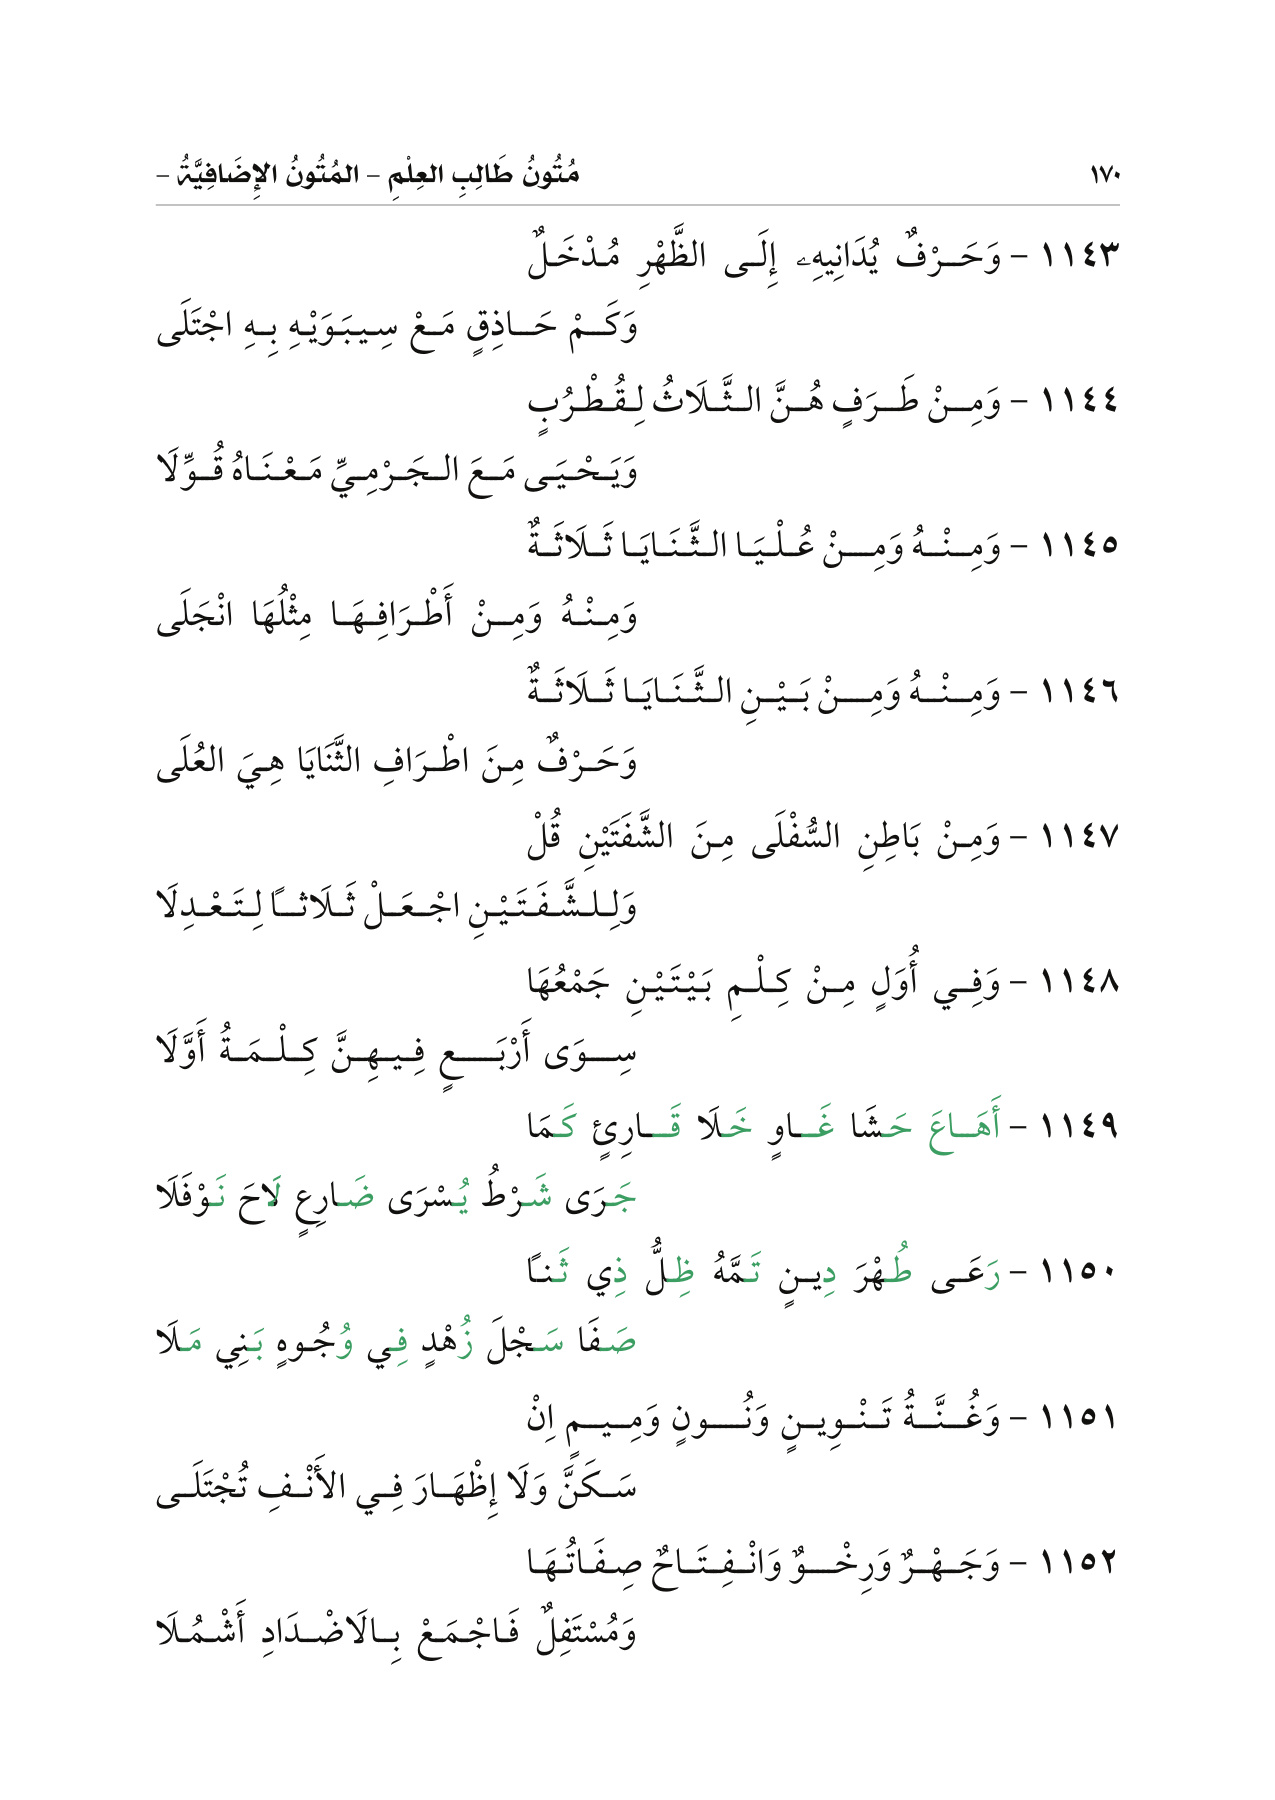 ١٧٠ مُتُونُ طَالِبِ العِلْمِ – المُتُونُ الإِضَافِيَّةُ –
١١٤٣ – وَحَرْفٌ يُدَانِيهِۦ إِلَى الظَّهْرِ مُدْخَلٌ
وَكَمْ حَاذِقٍ مَعْ سِيبَوَيْهِ بِهِ اجْتَلَى
١١٤٤ – وَمِنْ طَرَفٍ هُنَّ الثَّلَاثُ لِقُطْرُبٍ
وَيَحْيَى مَعَ الجَرْمِيِّ مَعْنَاهُ قُوِّلَا
١١٤٥ – وَمِنْهُ وَمِنْ عُلْيَا الثَّنَايَا ثَلَاثَةٌ
وَمِنْهُ وَمِنْ أَطْرَافِهَا مِثْلُهَا انْجَلَى
١١٤٦ – وَمِنْهُ وَمِنْ بَيْنِ الثَّنَايَا ثَلَاثَةٌ
وَحَرْفٌ مِنَ اطْرَافِ الثَّنَايَا هِيَ العُلَى
١١٤٧ – وَمِنْ بَاطِنِ السُّفْلَى مِنَ الشَّفَتَيْنِ قُلْ
وَلِلشَّفَتَيْنِ اجْعَلْ ثَلَاثًا لِتَعْدِلَا
١١٤٨ – وَفِي أُوَلٍ مِنْ كِلْمِ بَيْتَيْنِ جَمْعُهَا
سِوَى أَرْبَعٍ فِيهِنَّ كِلْمَةُ أَوَّلَا
١١٤٩ – أَهَاعَ حَشَا غَاوٍ خَلَا قَارِئٍ كَمَا
جَرَى شَرْطُ يُسْرَى ضَارِعٍ لَاحَ نَوْفَلَا
١١٥٠ – رَعَى طُهْرَ دِينٍ تَمَّهُ ظِلُّ ذِي ثَنًا
صَفَا سَجْلَ زُهْدٍ فِي وُجُوهٍ بَنِي مَلَا
١١٥١ – وَغُنَّةُ تَنْوِينٍ وَنُونٍ وَمِيمٍ اِنْ
سَكَنَّ وَلَا إِظْهَارَ فِي الأَنْفِ تُجْتَلَى
١١٥٢ – وَجَهْرٌ وَرِخْوٌ وَانْفِتَاحٌ صِفَاتُهَا
وَمُسْتَفِلٌ فَاجْمَعْ بِالَاضْدَادِ أَشْمُلَا